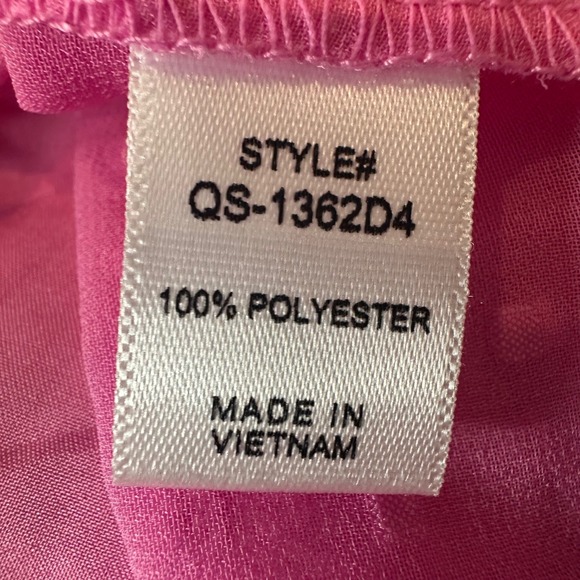 STYLE#
QS-1362D4
100% POLYESTER
MADE IN
VIETNAM